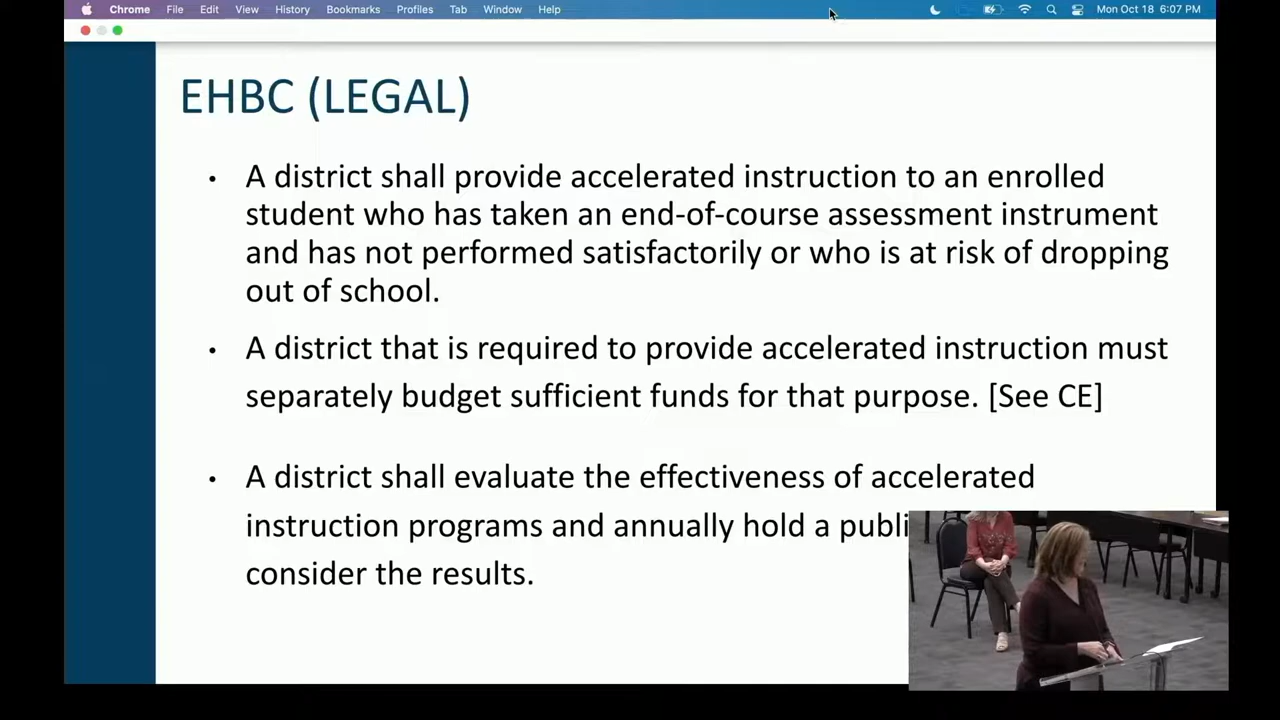 Chrome File Edit View History Bookmarks Profiles Tab Window Help Mon Oct 18 6:07 PM
EHBC (LEGAL)
• A district shall provide accelerated instruction to an enrolled
student who has taken an end-of-course assessment instrument
and has not performed satisfactorily or who is at risk of dropping
out of school.
• A district that is required to provide accelerated instruction must
separately budget sufficient funds for that purpose. [See CE]
• A district shall evaluate the effectiveness of accelerated
instruction programs and annually hold a publi
consider the results.